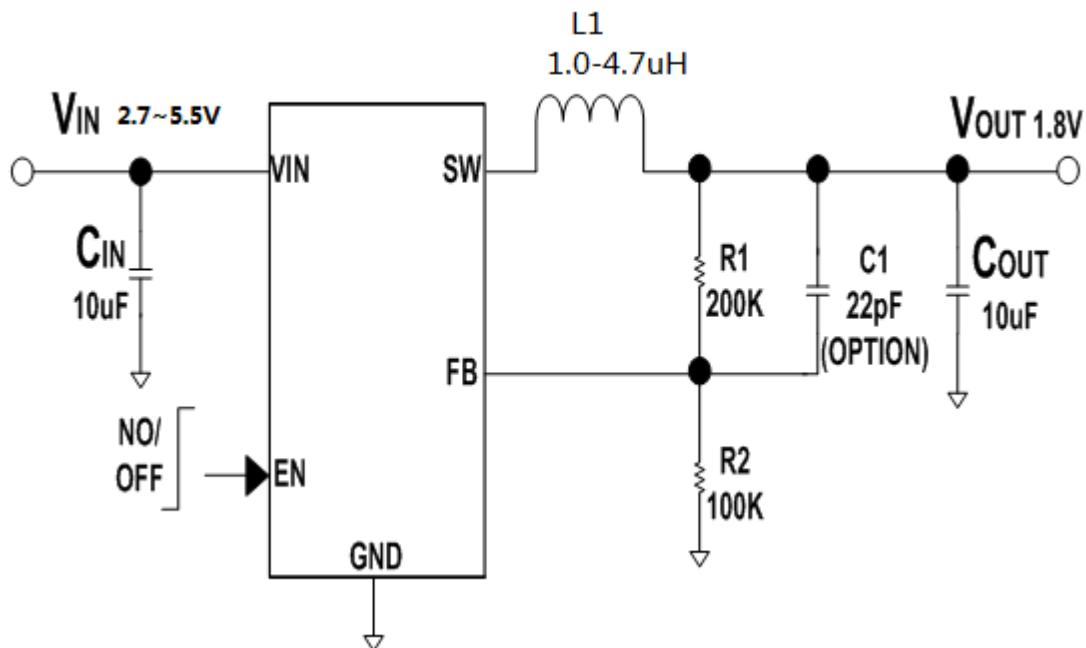 L1
1.0-4.7uH
VIN 2.7~5.5V
VOUT 1.8V
VIN
SW
CIN
10uF
R1
200K
C1
22pF
(OPTION)
COUT
10uF
FB
NO/
OFF
EN
R2
100K
GND